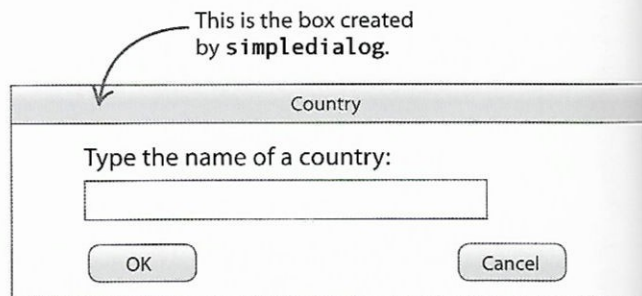 This is the box created
by simpledialog.
Country
Type the name of a country:
OK
Cancel